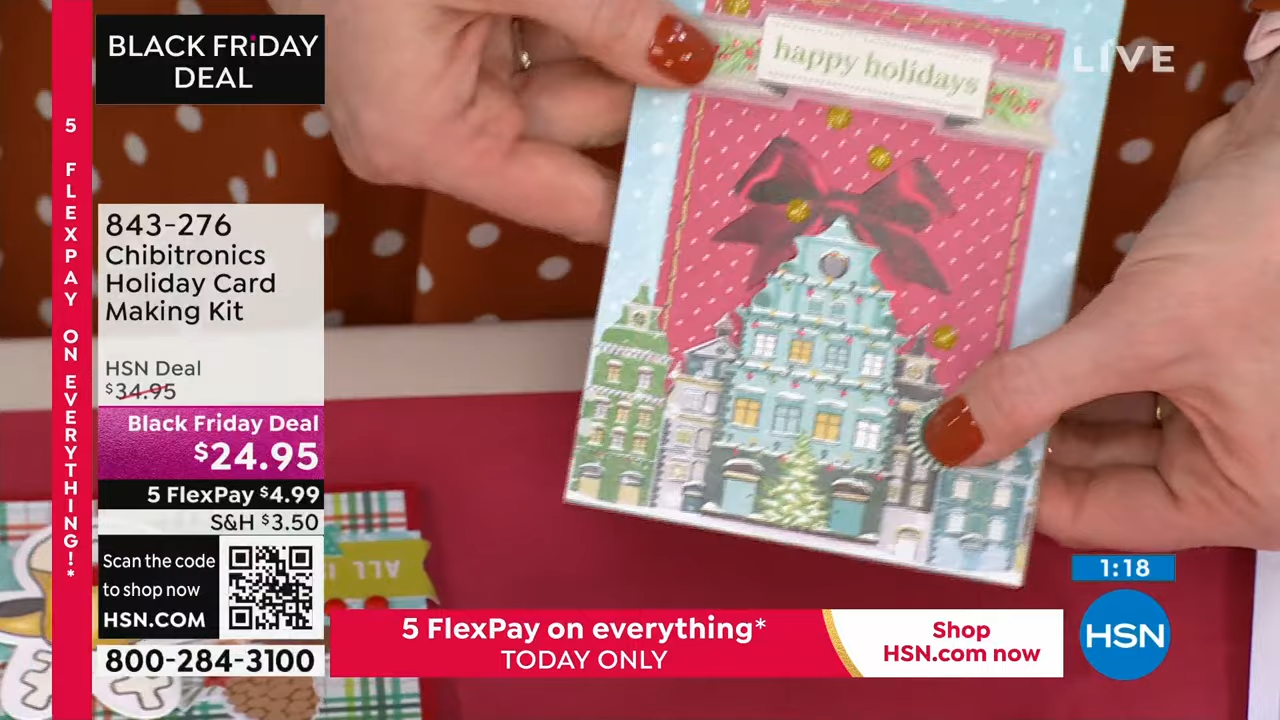 BLACK FRiDAY
DEAL
5 FLEXPAY ON EVERYTHING!*
843-276
Chibitronics
Holiday Card
Making Kit
HSN Deal
$34.95
Black Friday Deal
$24.95
5 FlexPay $4.99
S&H $3.50
Scan the code
to shop now
HSN.COM
800-284-3100
happy holidays
LIVE
ALL I
5 FlexPay on everything*
TODAY ONLY
Shop
HSN.com now
1:18
HSN